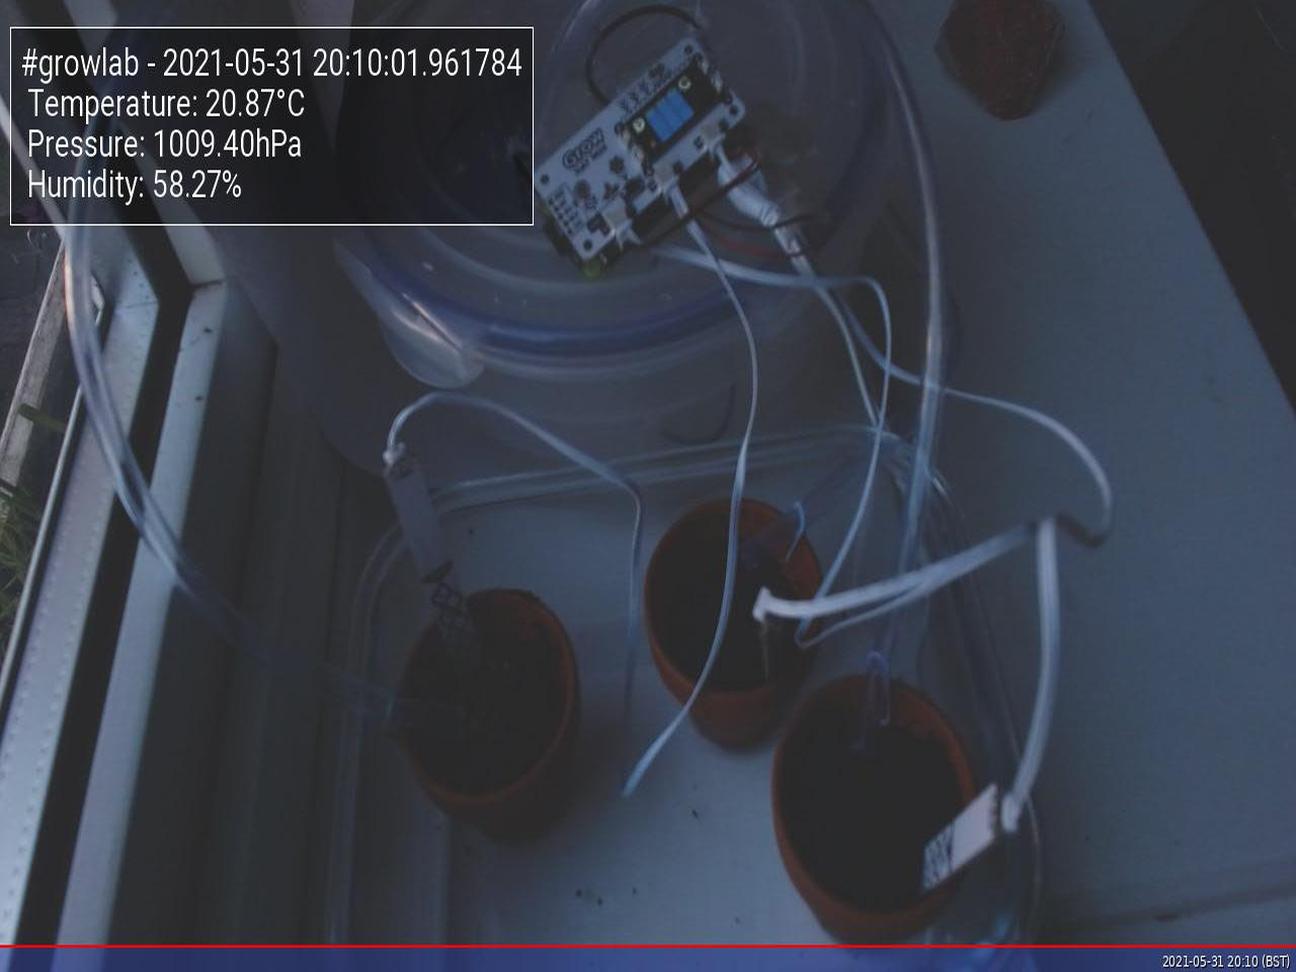 #growlab - 2021-05-31 20:10:01.961784
Temperature: 20.87°C
Pressure: 1009.40hPa
Humidity: 58.27%
Grow
2021-05-31 20:10 (BST)